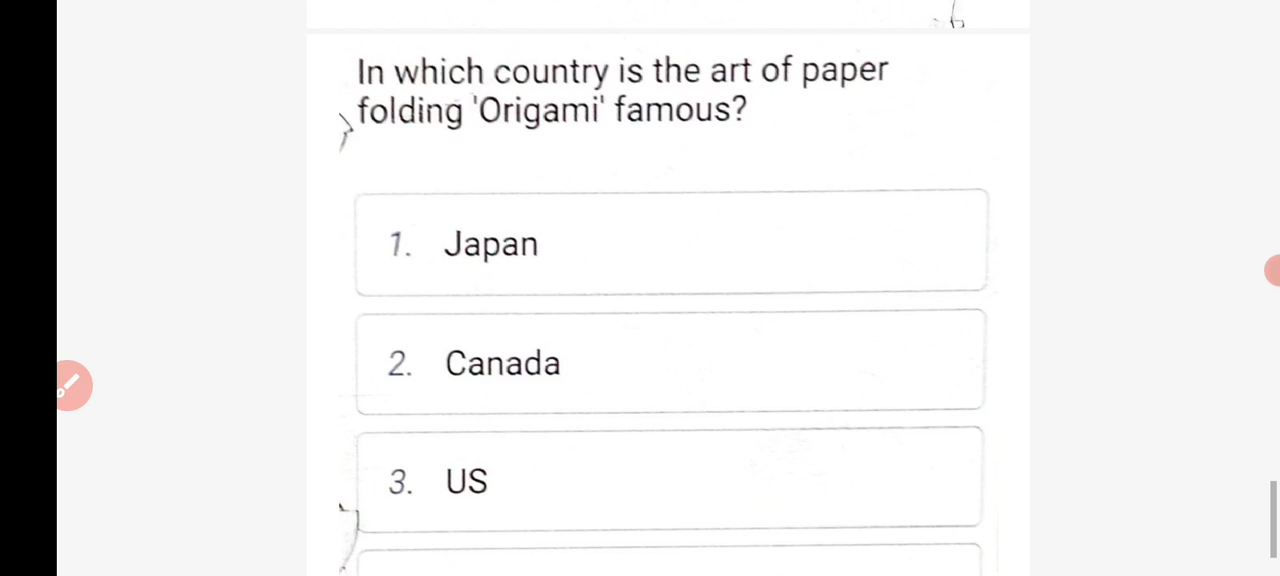 In which country is the art of paper
folding 'Origami' famous?
1. Japan
2. Canada
3. US